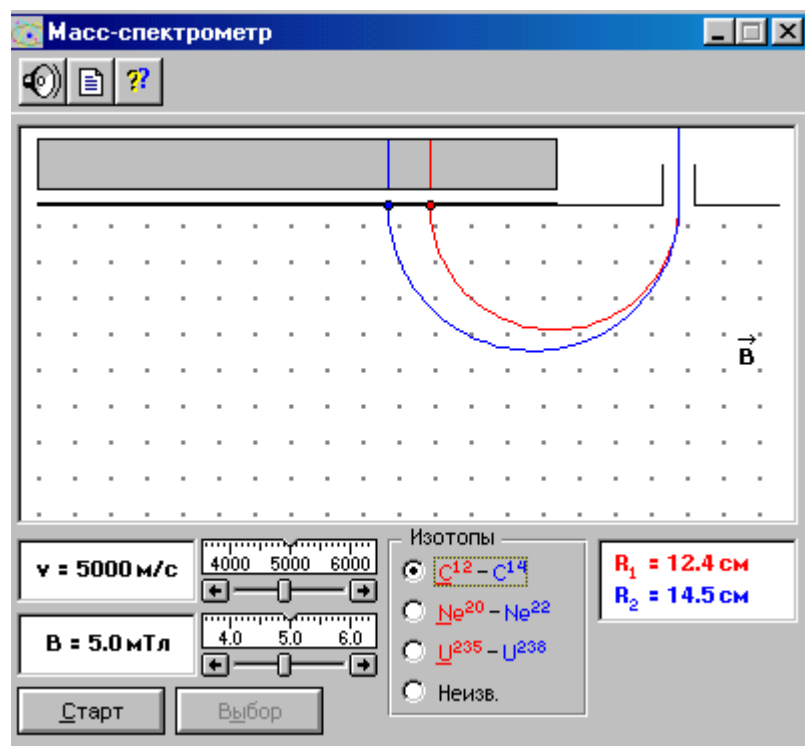 Масс-спектрометр
??
B
v = 5000 м/с
4000 5000 6000
B = 5.0 мТл
4.0 5.0 6.0
Старт
Выбор
Изотопы
C12 – C14
Ne20 – Ne22
U235 – U238
Неизв.
R1 = 12.4 см
R2 = 14.5 см